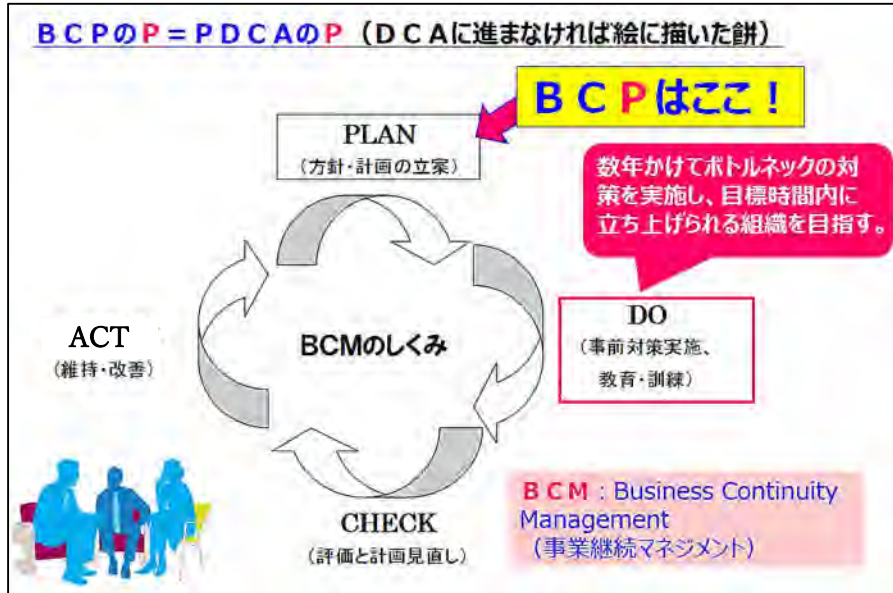 BCPのP=PDCAのP（DCAに進まなければ絵に描いた餅）
BCPはここ！
PLAN
（方針・計画の立案）
数年かけてボトルネックの対
策を実施し、目標時間内に
立ち上げられる組織を目指す。
DO
（事前対策実施、
教育・訓練）
ACT
（維持・改善）
BCMのしくみ
CHECK
（評価と計画見直し）
BCM：Business Continuity
Management
（事業継続マネジメント）